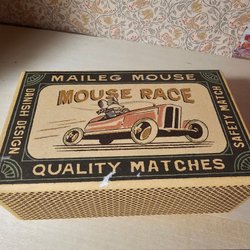 MAILEG MOUSE
MOUSE RACE
DANISH DESIGN
SAFETY MATCH
QUALITY MATCHES